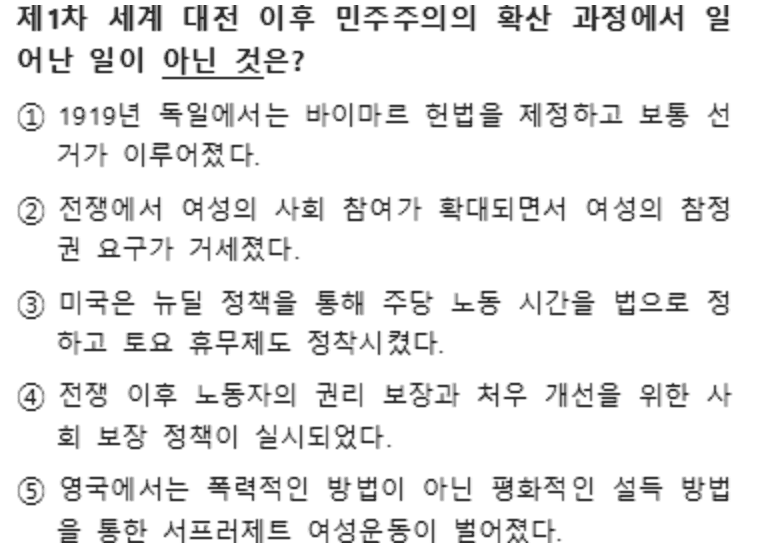 제1차 세계 대전 이후 민주주의의 확산 과정에서 일
어난 일이 아닌 것은?
① 1919년 독일에서는 바이마르 헌법을 제정하고 보통 선
거가 이루어졌다.
② 전쟁에서 여성의 사회 참여가 확대되면서 여성의 참정
권 요구가 거세졌다.
③ 미국은 뉴딜 정책을 통해 주당 노동 시간을 법으로 정
하고 토요 휴무제도 정착시켰다.
④ 전쟁 이후 노동자의 권리 보장과 처우 개선을 위한 사
회 보장 정책이 실시되었다.
⑤ 영국에서는 폭력적인 방법이 아닌 평화적인 설득 방법
을 통한 서프러제트 여성운동이 벌어졌다.